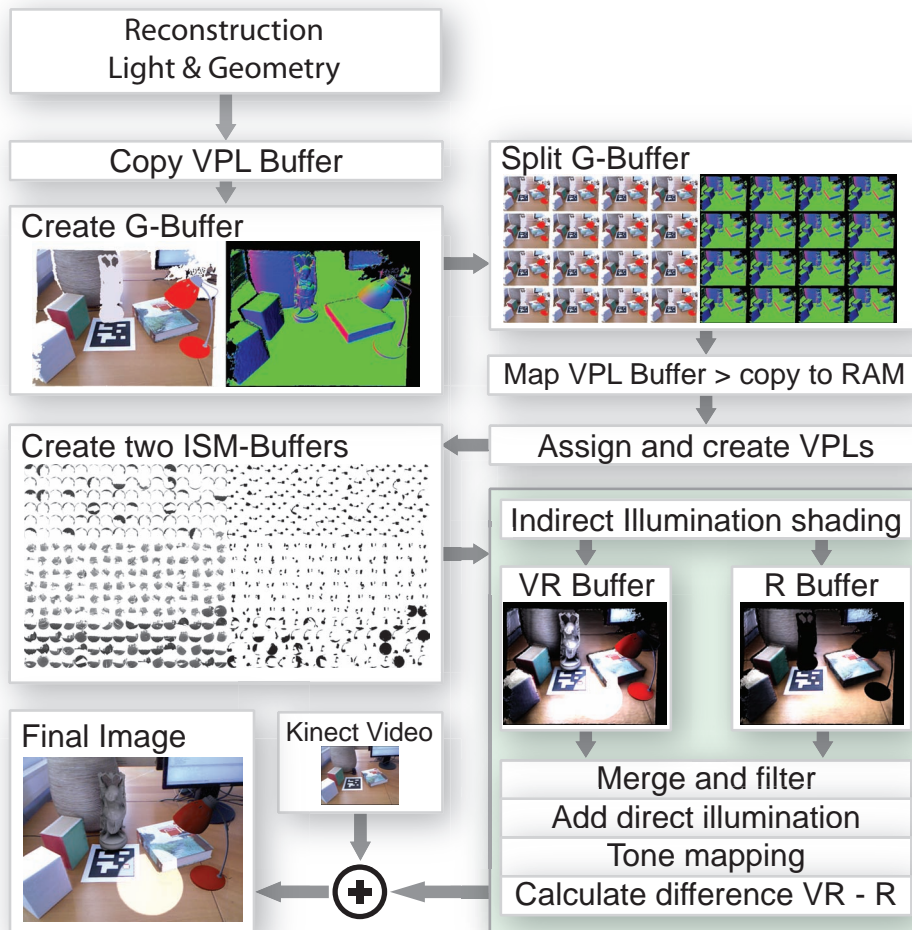 Reconstruction
Light & Geometry
Copy VPL Buffer
Create G-Buffer
Split G-Buffer
Map VPL Buffer > copy to RAM
Assign and create VPLs
Create two ISM-Buffers
Indirect Illumination shading
VR Buffer
R Buffer
Merge and filter
Add direct illumination
Tone mapping
Calculate difference VR - R
Kinect Video
Final Image